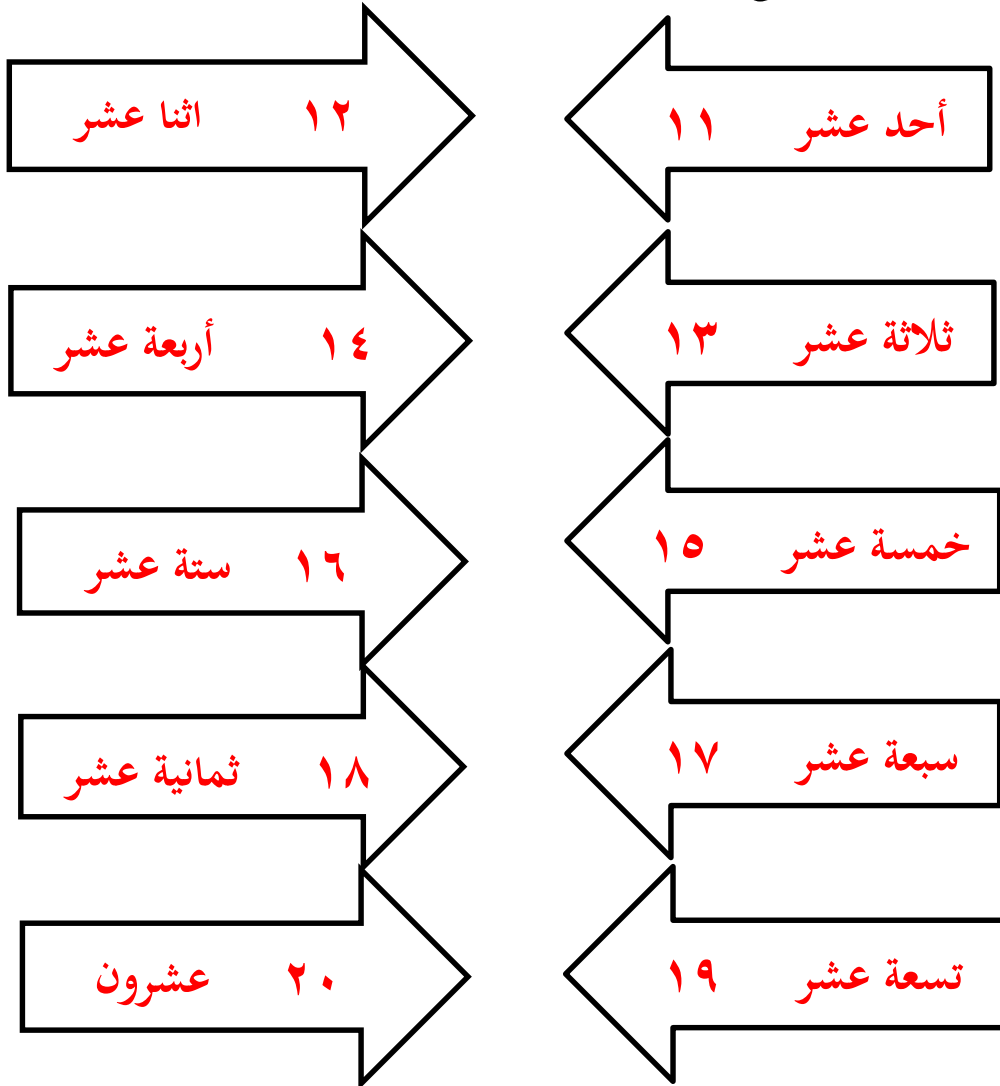 أحد عشر ١١
اثنا عشر ١٢
ثلاثة عشر ١٣
أربعة عشر ١٤
خمسة عشر ١٥
ستة عشر ١٦
سبعة عشر ١٧
ثمانية عشر ١٨
تسعة عشر ١٩
عشرون ٢٠